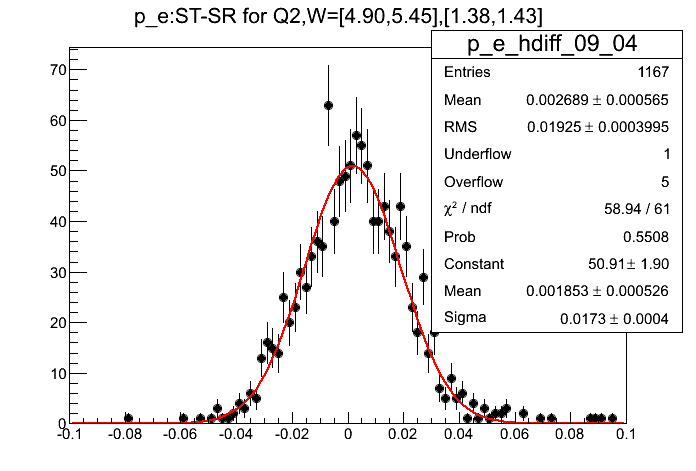 p_e:ST-SR for Q2,W=[4.90,5.45],[1.38,1.43]
p_e_hdiff_09_04
Entries 1167
Mean 0.002689 ± 0.000565
RMS 0.01925 ± 0.0003995
Underflow 1
Overflow 5
χ² / ndf 58.94 / 61
Prob 0.5508
Constant 50.91± 1.90
Mean 0.001853 ± 0.000526
Sigma 0.0173 ± 0.0004
70
60
50
40
30
20
10
0
-0.1 -0.08 -0.06 -0.04 -0.02 0 0.02 0.04 0.06 0.08 0.1